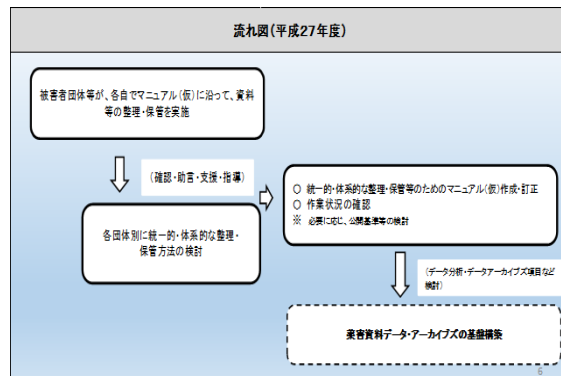 流れ図(平成27年度)
被害者団体等が、各自でマニュアル(仮)に沿って、資料
等の整理・保管を実施
(確認・助言・支援・指導)
各団体別に統一的・体系的な整理・
保管方法の検討
○ 統一的・体系的な整理・保管等のためのマニュアル(仮)作成・訂正
○ 作業状況の確認
※ 必要に応じ、公開基準等の検討
(データ分析・データアーカイブズ項目など
検討)
薬害資料データ・アーカイブズの基盤構築
6